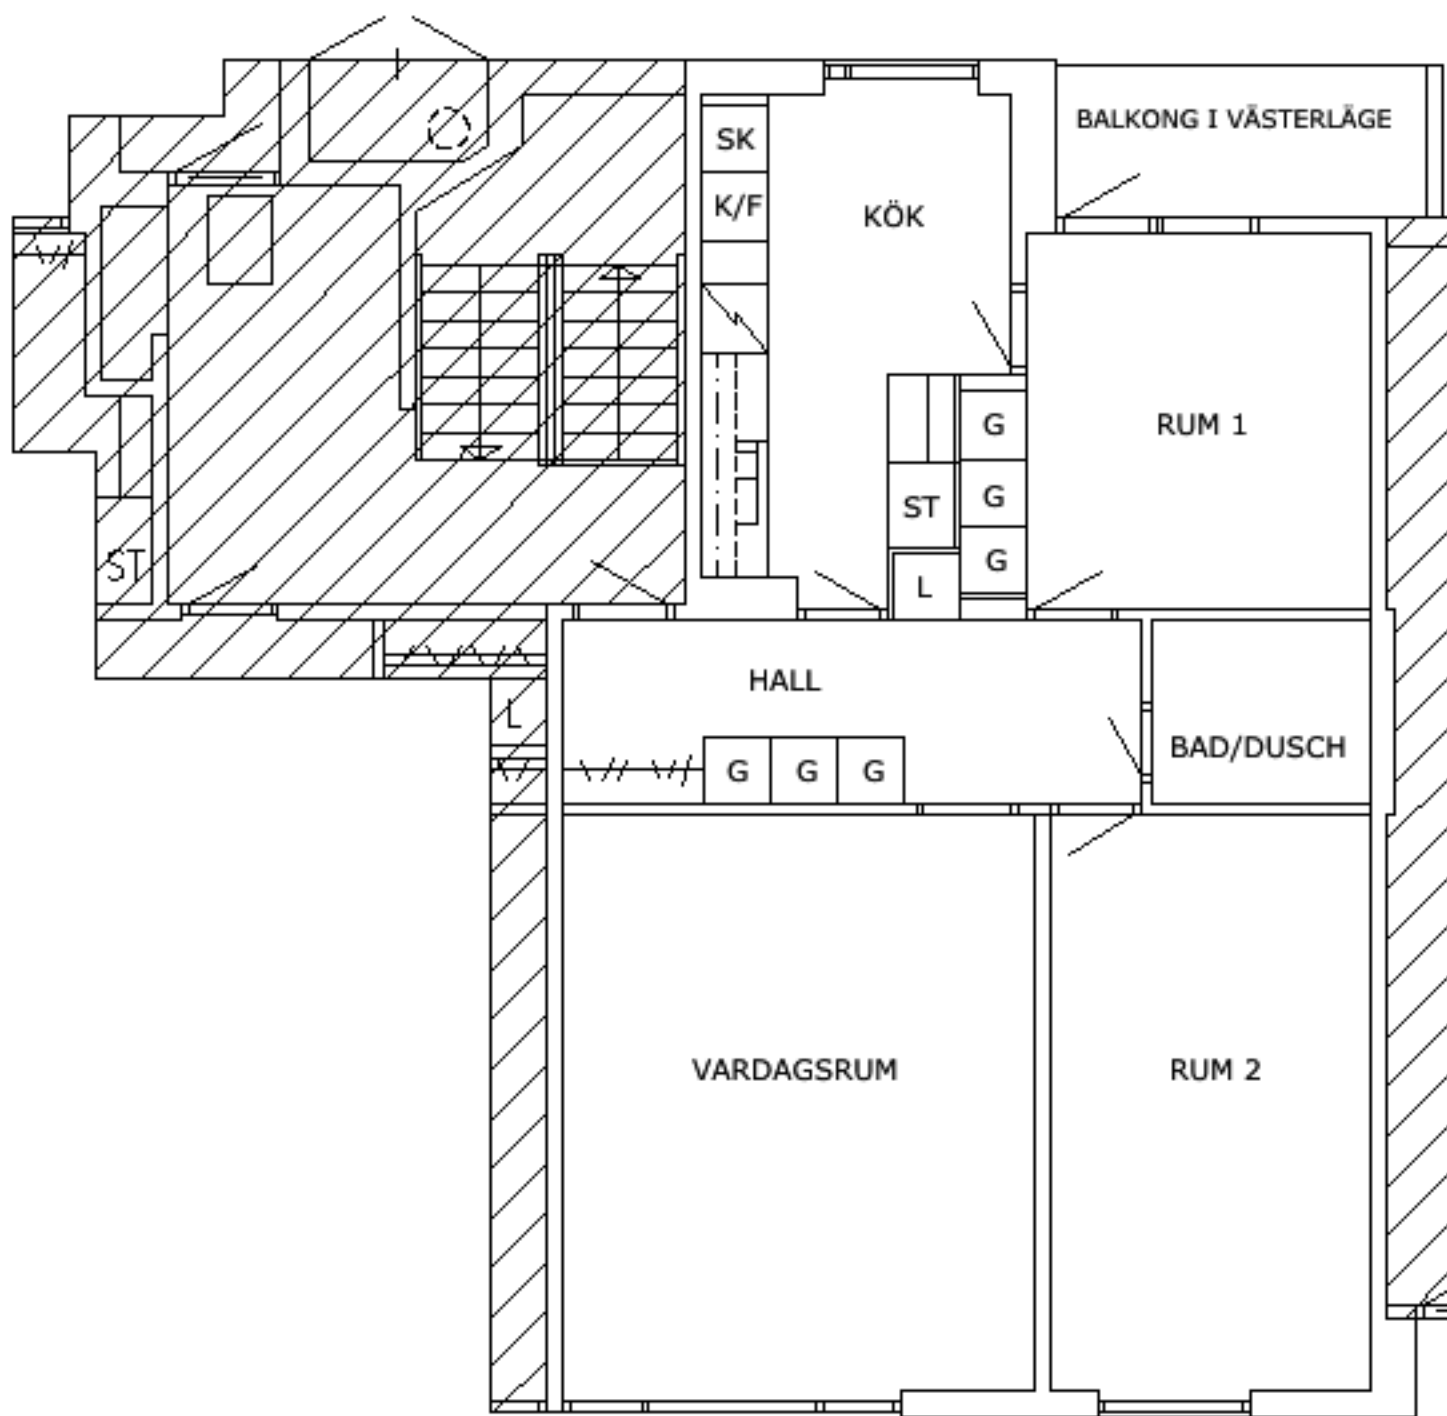 BALKONG I VÄSTERLÄGE
SK
K/F
KÖK
G
RUM 1
G
ST
G
ST
L
HALL
L
BAD/DUSCH
G
G
G
VARDAGSRUM
RUM 2